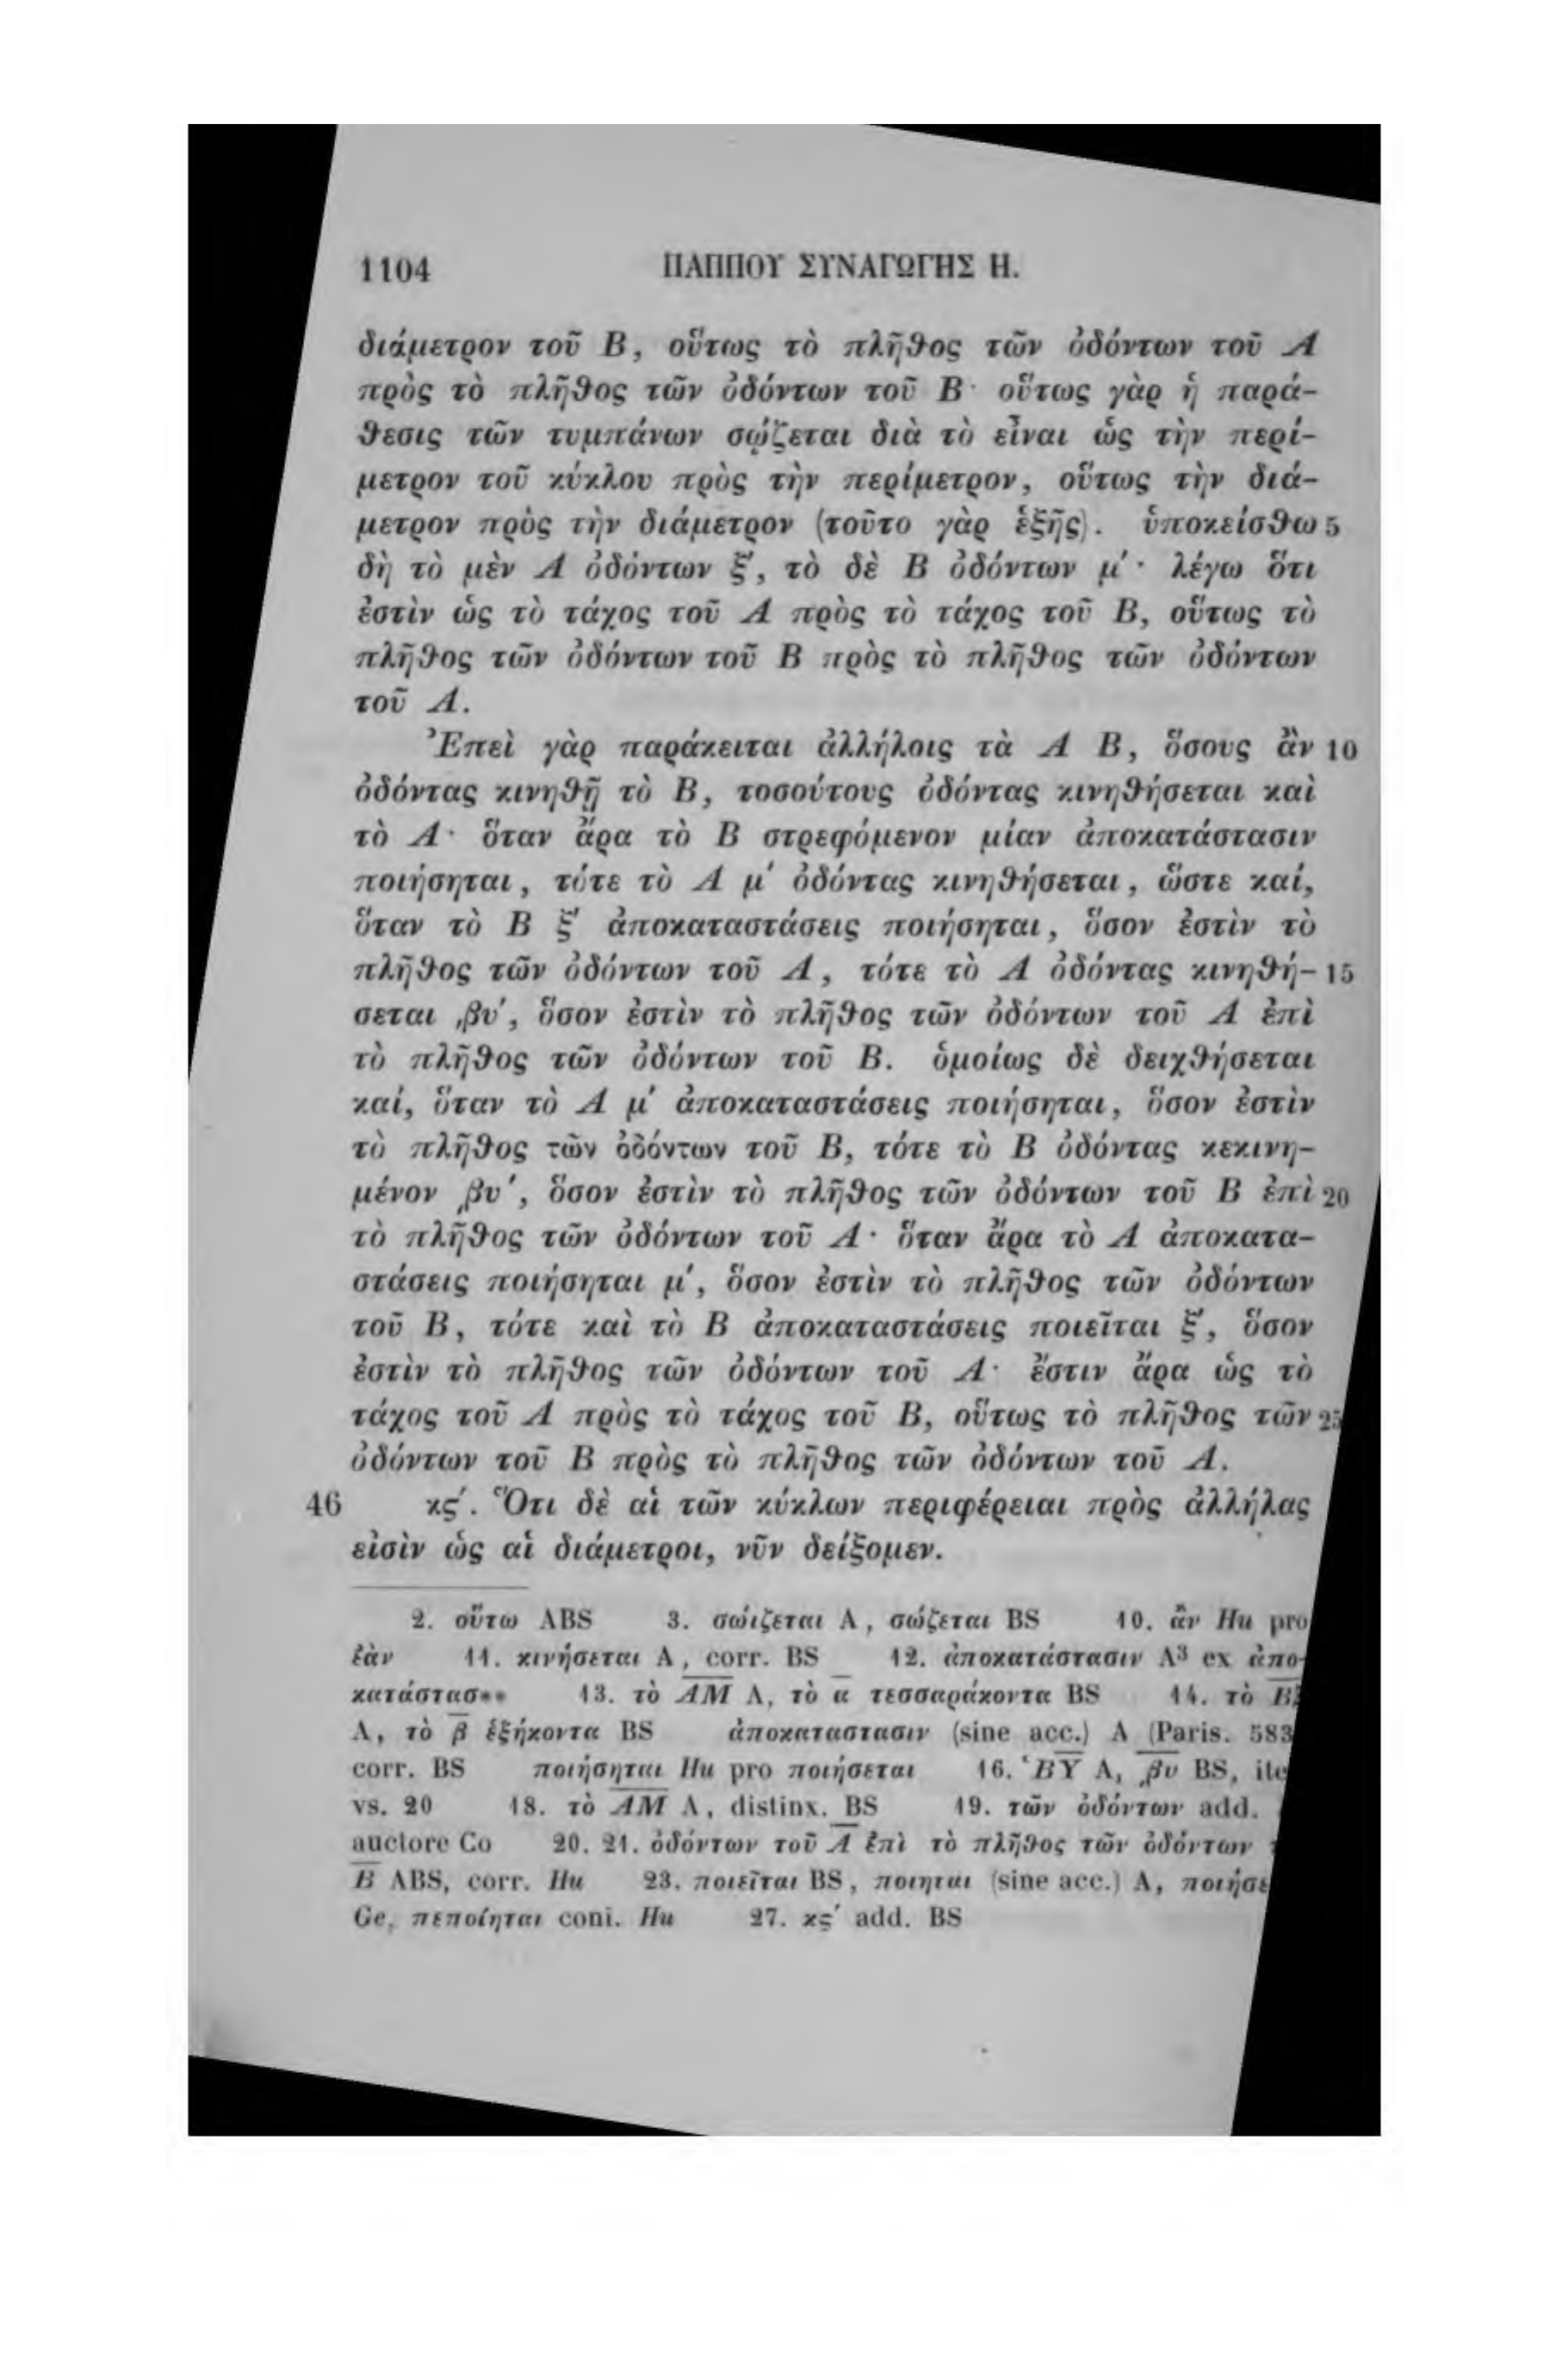 1104 ΠΑΠΠΟΥ ΣΥΝΑΓΩΓΗΣ Η.
διάμετρον τοῦ Β, οὕτως τὸ πλῆθος τῶν ὀδόντων τοῦ Α
πρὸς τὸ πλῆθος τῶν ὀδόντων τοῦ Β· οὕτως γὰρ ἡ παρά-
θεσις τῶν τυμπάνων σῴζεται διὰ τὸ εἶναι ὡς τὴν περί-
μετρον τοῦ κύκλου πρὸς τὴν περίμετρον, οὕτως τὴν διά-
μετρον πρὸς τὴν διάμετρον (τοῦτο γὰρ ἑξῆς). ὑποκείσθω 5
δὴ τὸ μὲν Α ὀδόντων ξ΄, τὸ δὲ Β ὀδόντων μ΄· λέγω ὅτι
ἐστὶν ὡς τὸ τάχος τοῦ Α πρὸς τὸ τάχος τοῦ Β, οὕτως τὸ
πλῆθος τῶν ὀδόντων τοῦ Β πρὸς τὸ πλῆθος τῶν ὀδόντων
τοῦ Α.
Ἐπεὶ γὰρ παράκειται ἀλλήλοις τὰ Α Β, ὅσους ἂν 10
ὀδόντας κινηθῇ τὸ Β, τοσούτους ὀδόντας κινηθήσεται καὶ
τὸ Α· ὅταν ἄρα τὸ Β στρεφόμενον μίαν ἀποκατάστασιν
ποιήσηται, τότε τὸ Α μ΄ ὀδόντας κινηθήσεται, ὥστε καί,
ὅταν τὸ Β ξ΄ ἀποκαταστάσεις ποιήσηται, ὅσον ἐστὶν τὸ
πλῆθος τῶν ὀδόντων τοῦ Α, τότε τὸ Α ὀδόντας κινηθή- 15
σεται ͵βυ΄, ὅσον ἐστὶν τὸ πλῆθος τῶν ὀδόντων τοῦ Α ἐπὶ
τὸ πλῆθος τῶν ὀδόντων τοῦ Β. ὁμοίως δὲ δειχθήσεται
καί, ὅταν τὸ Α μ΄ ἀποκαταστάσεις ποιήσηται, ὅσον ἐστὶν
τὸ πλῆθος τῶν ὀδόντων τοῦ Β, τότε τὸ Β ὀδόντας κεκινη-
μένον ͵βυ΄, ὅσον ἐστὶν τὸ πλῆθος τῶν ὀδόντων τοῦ Β ἐπὶ 20
τὸ πλῆθος τῶν ὀδόντων τοῦ Α· ὅταν ἄρα τὸ Α ἀποκατα-
στάσεις ποιήσηται μ΄, ὅσον ἐστὶν τὸ πλῆθος τῶν ὀδόντων
τοῦ Β, τότε καὶ τὸ Β ἀποκαταστάσεις ποιεῖται ξ΄, ὅσον
ἐστὶν τὸ πλῆθος τῶν ὀδόντων τοῦ Α· ἔστιν ἄρα ὡς τὸ
τάχος τοῦ Α πρὸς τὸ τάχος τοῦ Β, οὕτως τὸ πλῆθος τῶν 25
ὀδόντων τοῦ Β πρὸς τὸ πλῆθος τῶν ὀδόντων τοῦ Α.
46 κϛ΄. Ὅτι δὲ αἱ τῶν κύκλων περιφέρειαι πρὸς ἀλλήλας
εἰσὶν ὡς αἱ διάμετροι, νῦν δείξομεν.
2. οὕτω ABS 3. σώιζεται A, σώζεται BS 10. ἂν Hu pro
ἐὰν 11. κινήσεται A, corr. BS 12. ἀποκατάστασιν A³ ex ἀπο-
κατάστασ** 13. τὸ A̅M̅ A, τὸ α̅ τεσσαράκοντα BS 14. τὸ
A, τὸ β̅ ἑξήκοντα BS ἀποκαταστασιν (sine acc.) A (Paris. 583
corr. BS ποιήσηται Hu pro ποιήσεται 16. ʽB̅Y̅ A, ͵β̅υ̅ BS,
vs. 20 18. τὸ A̅M̅ A, distinx. BS 19. τῶν ὀδόντων add.
auctore Co 20. 21. ὀδόντων τοῦ A̅ ἐπὶ τὸ πλῆθος τῶν ὀδόντων
B̅ ABS, corr. Hu 23. ποιεῖται BS, ποιηται (sine acc.) A,
Ge, πεποίηται coni. Hu 27. κϛ΄ add. BS